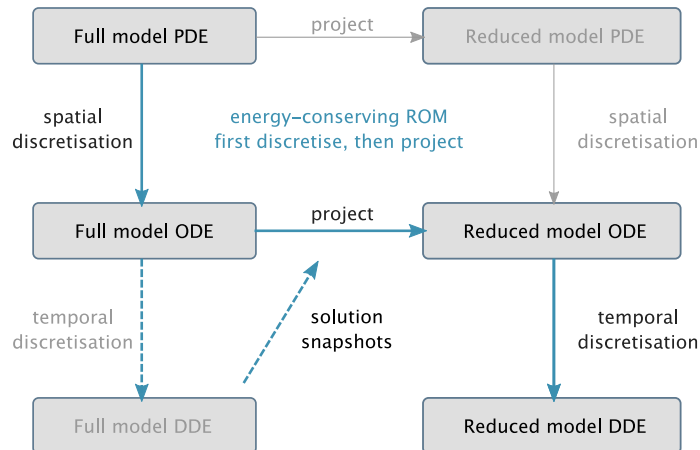 Full model PDE
project
Reduced model PDE
spatial
discretisation
energy-conserving ROM
first discretise, then project
spatial
discretisation
Full model ODE
project
Reduced model ODE
temporal
discretisation
solution
snapshots
temporal
discretisation
Full model DDE
Reduced model DDE